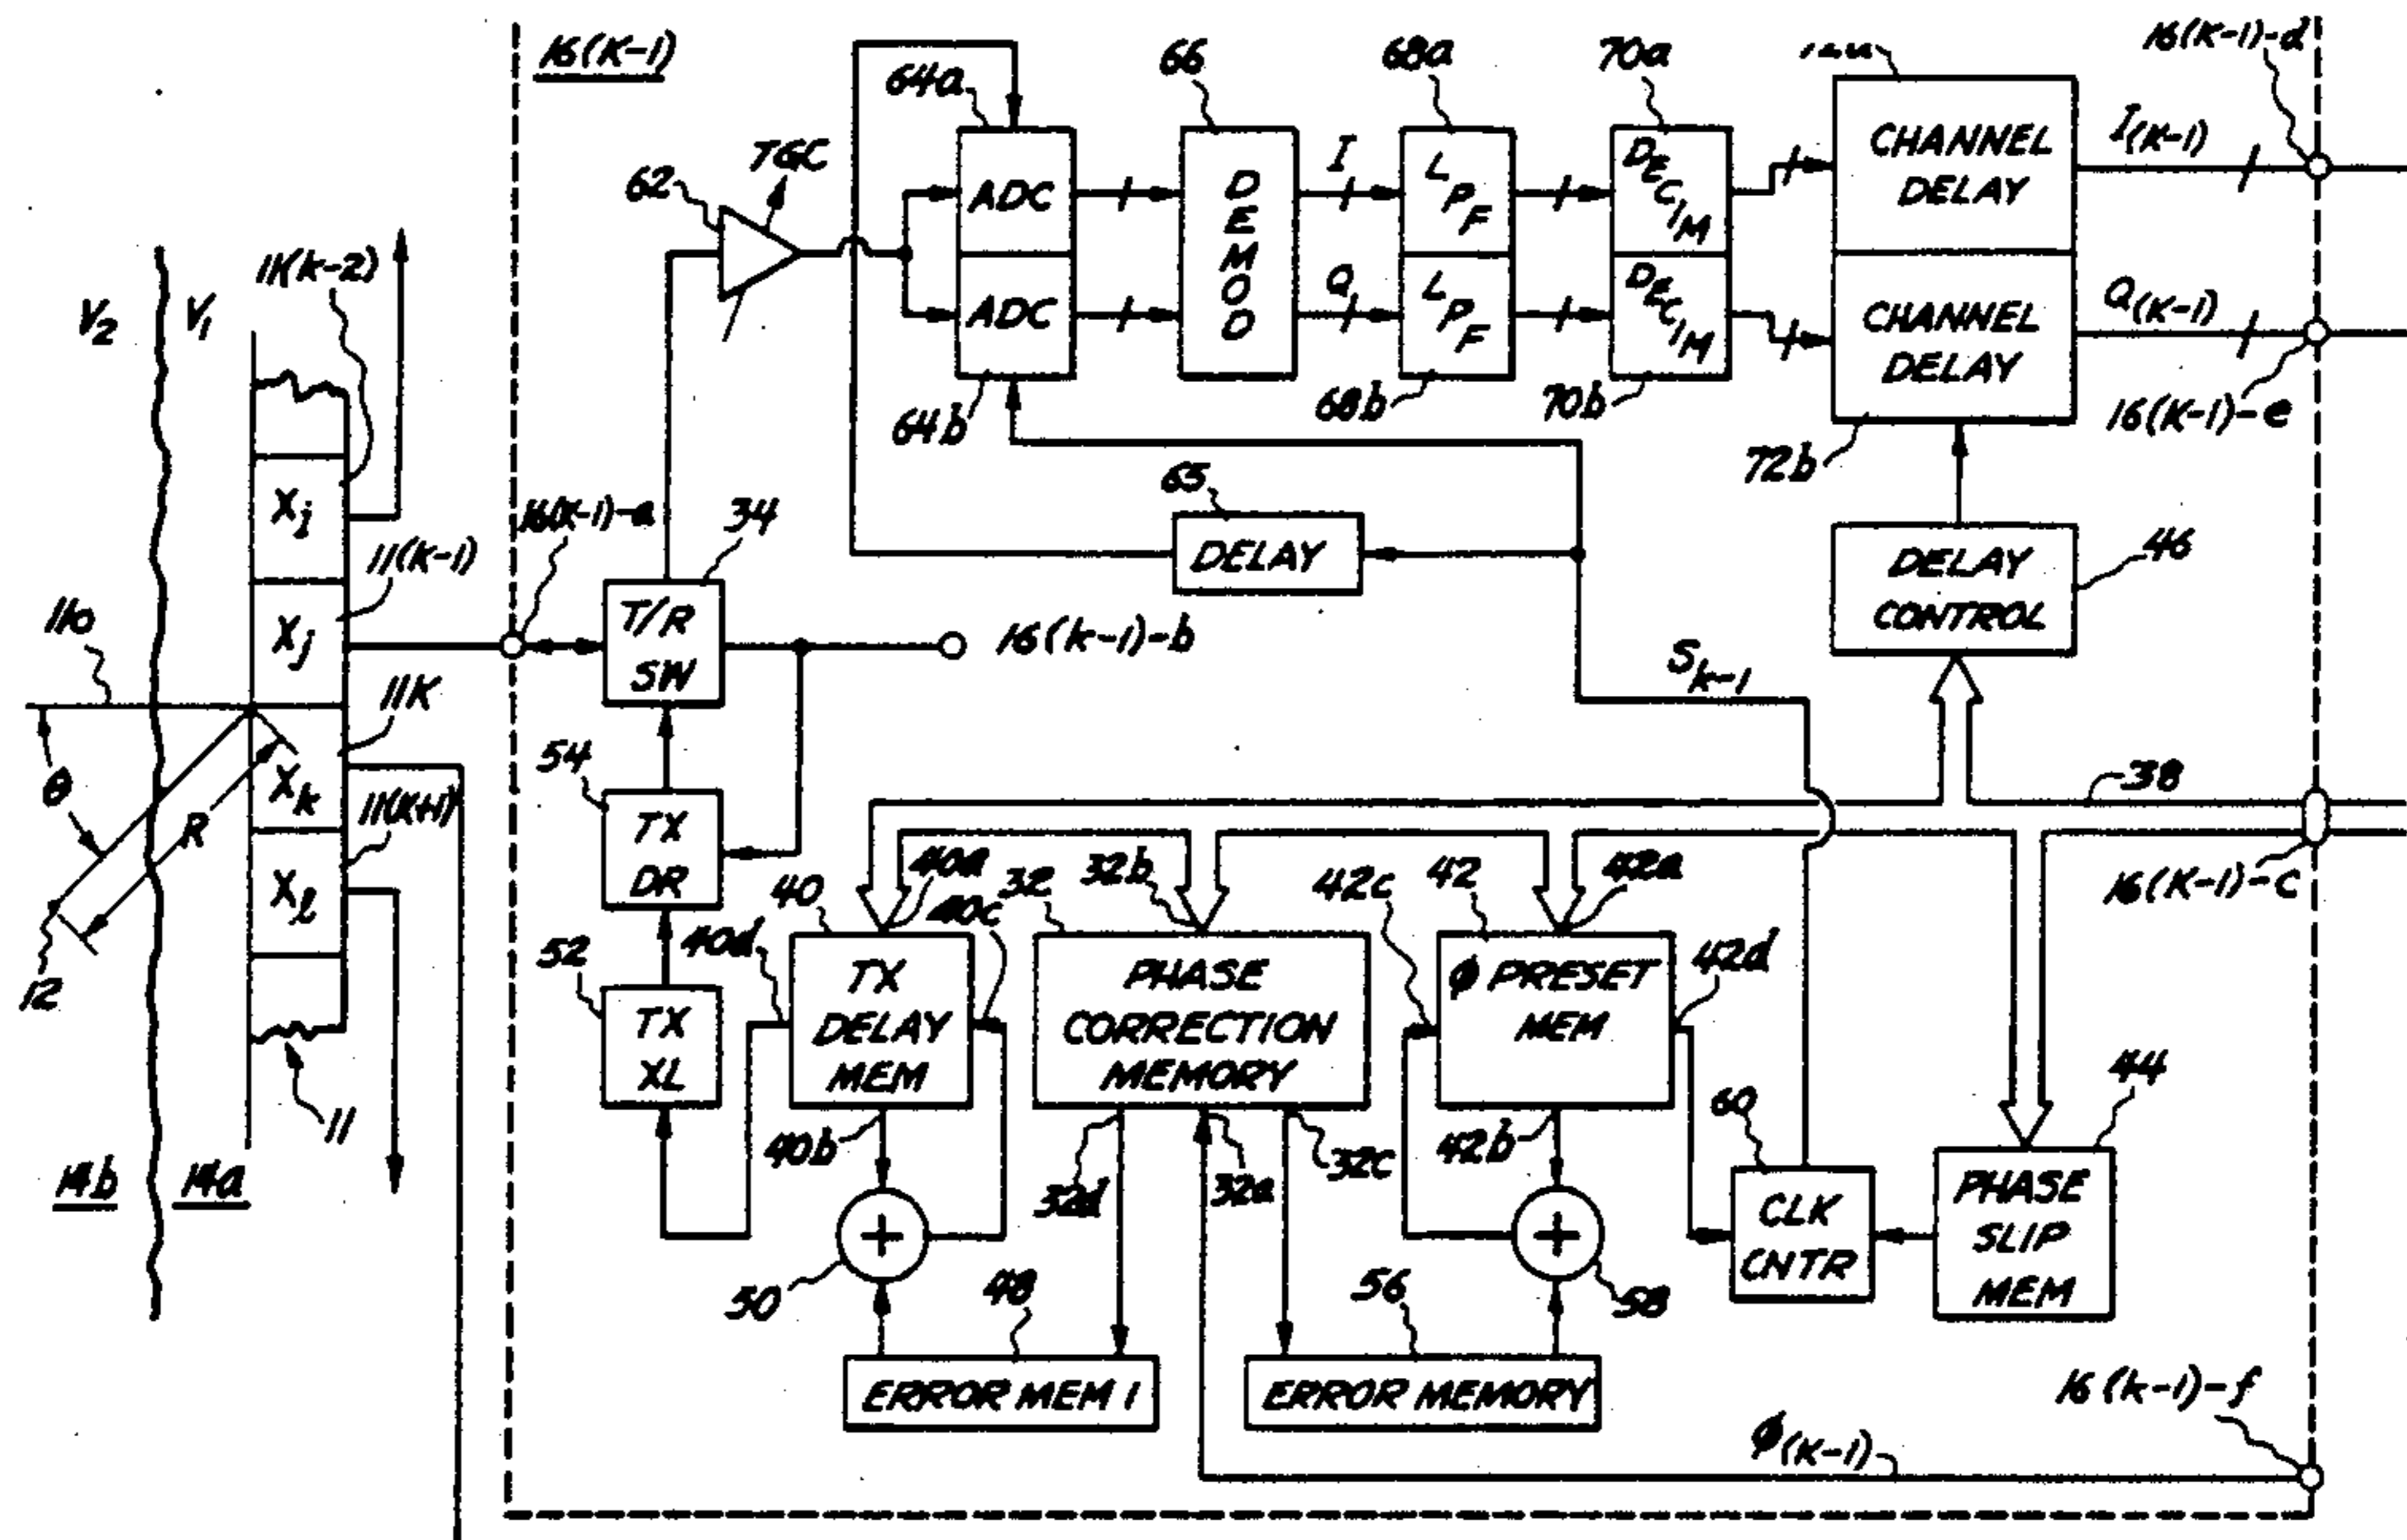 16(K-1)
64a
66
68a
70a
16(K-1)-d
TGC
62
ADC
ADC
DEMOD
I
Q
LPF
LPF
DECIM
DECIM
CHANNEL
DELAY
CHANNEL
DELAY
I(K-1)
Q(K-1)
64b
68b
70b
72b
16(K-1)-e
11(k-2)
V2
V1
Xi
11(k-1)
Xj
16(K-1)-a
34
T/R
SW
16(k-1)-b
65
DELAY
Sk-1
DELAY
CONTROL
46
110
11K
θ
R
Xk
11(K+1)
Xl
12
11
14b
14a
54
TX
DR
52
TX
XL
38
16(K-1)-c
40
40a
40c
40d
TX
DELAY
MEM
40b
32
32b
PHASE
CORRECTION
MEMORY
32d
32a
32c
42c
42
42a
42d
ϕ PRESET
MEM
42b
60
CLK
CNTR
44
PHASE
SLIP
MEM
+
50
+
58
48
ERROR MEM 1
56
ERROR MEMORY
ϕ(K-1)
16(k-1)-f